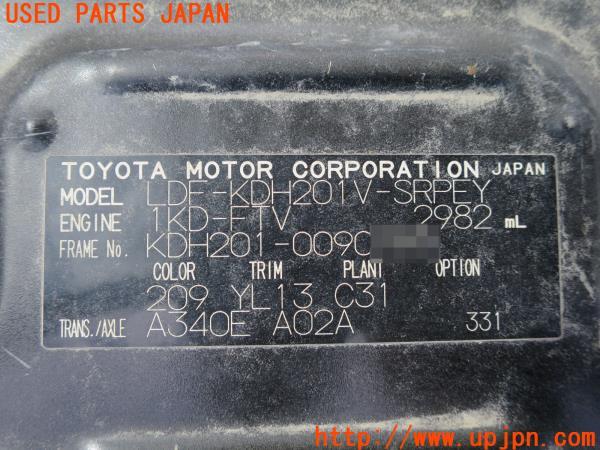 USED PARTS JAPAN
TOYOTA MOTOR CORPORATION JAPAN
MODEL LDF-KDH201V-SRPEY
ENGINE 1KD-FTV 2982 mL
FRAME No. KDH201-0090
COLOR TRIM PLANT OPTION
209 YL13 C31
TRANS./AXLE A340E A02A 331
http://www.upjpn.com/